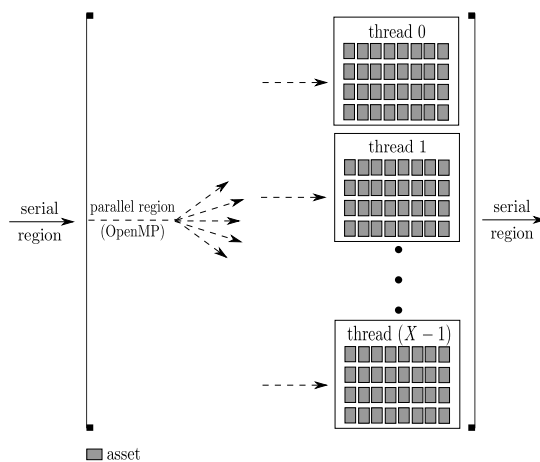 thread 0
thread 1
serial
region
parallel region
(OpenMP)
serial
region
thread (X − 1)
asset